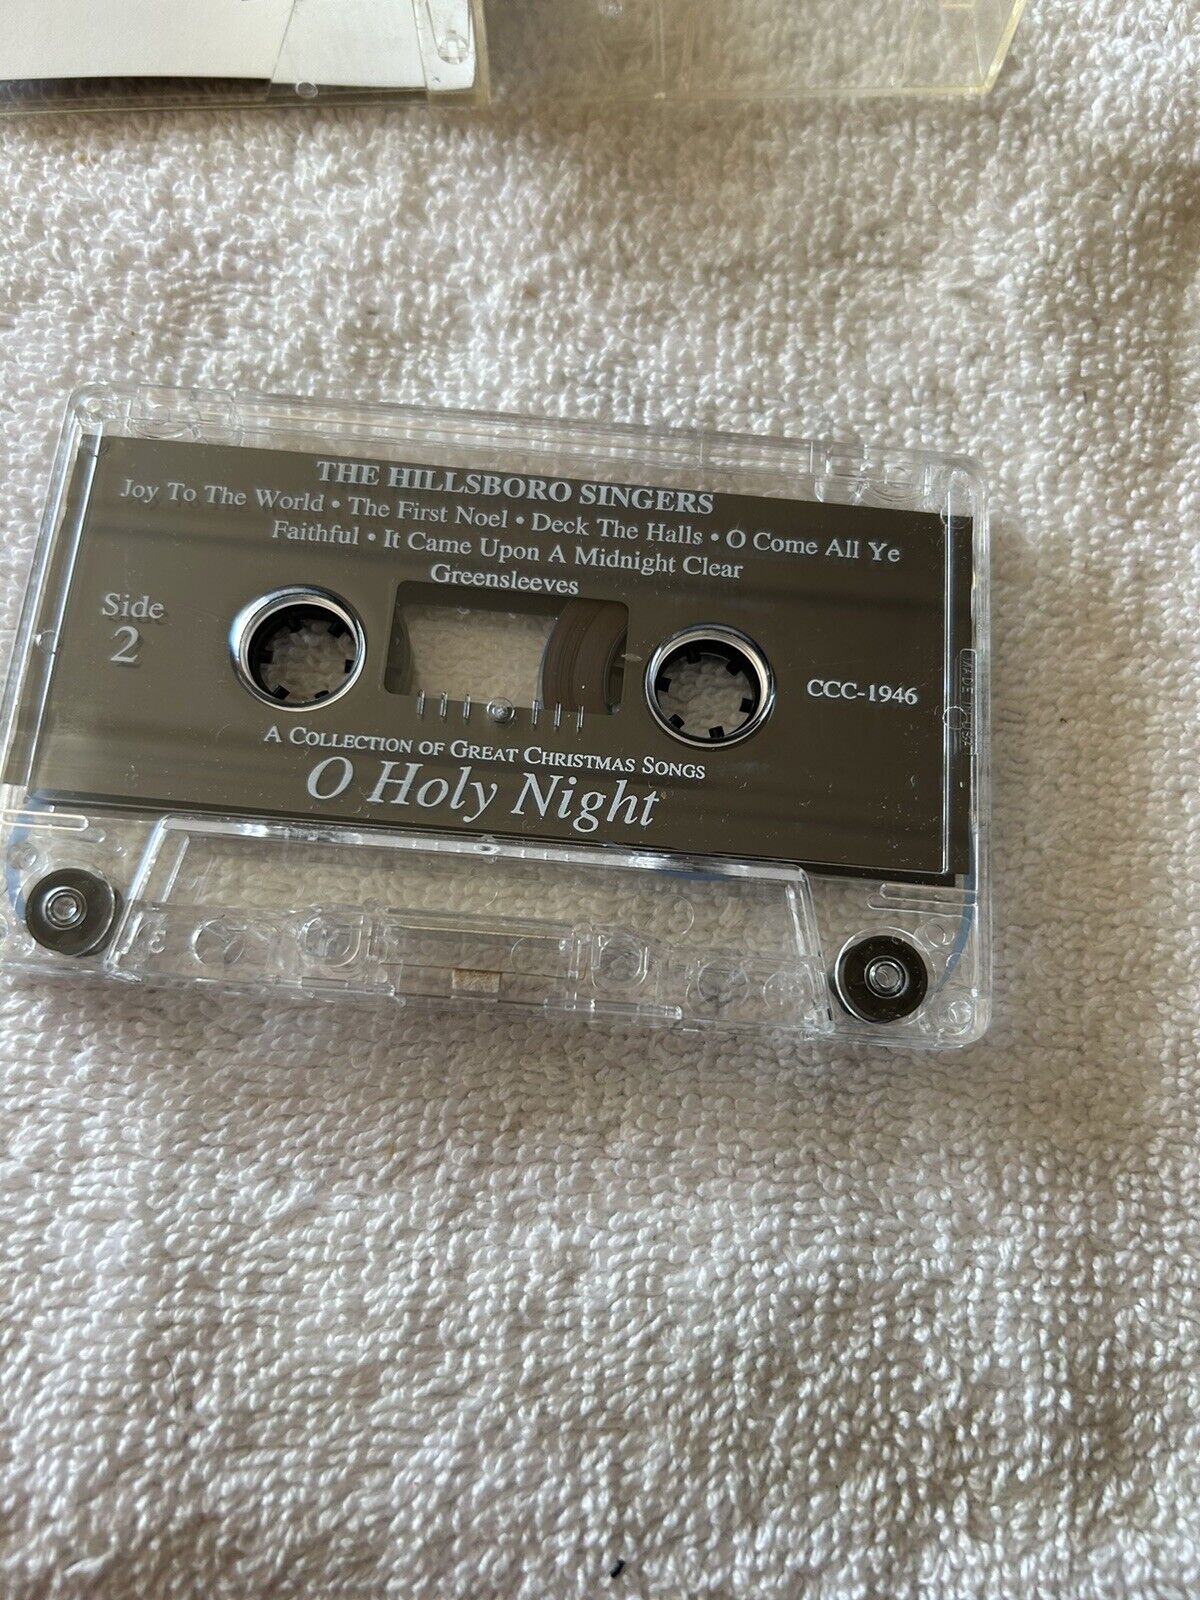 THE HILLSBORO SINGERS
Joy To The World • The First Noel • Deck The Halls • O Come All Ye
Faithful • It Came Upon A Midnight Clear
Greensleeves
Side
2
CCC-1946
A COLLECTION OF GREAT CHRISTMAS SONGS
O Holy Night